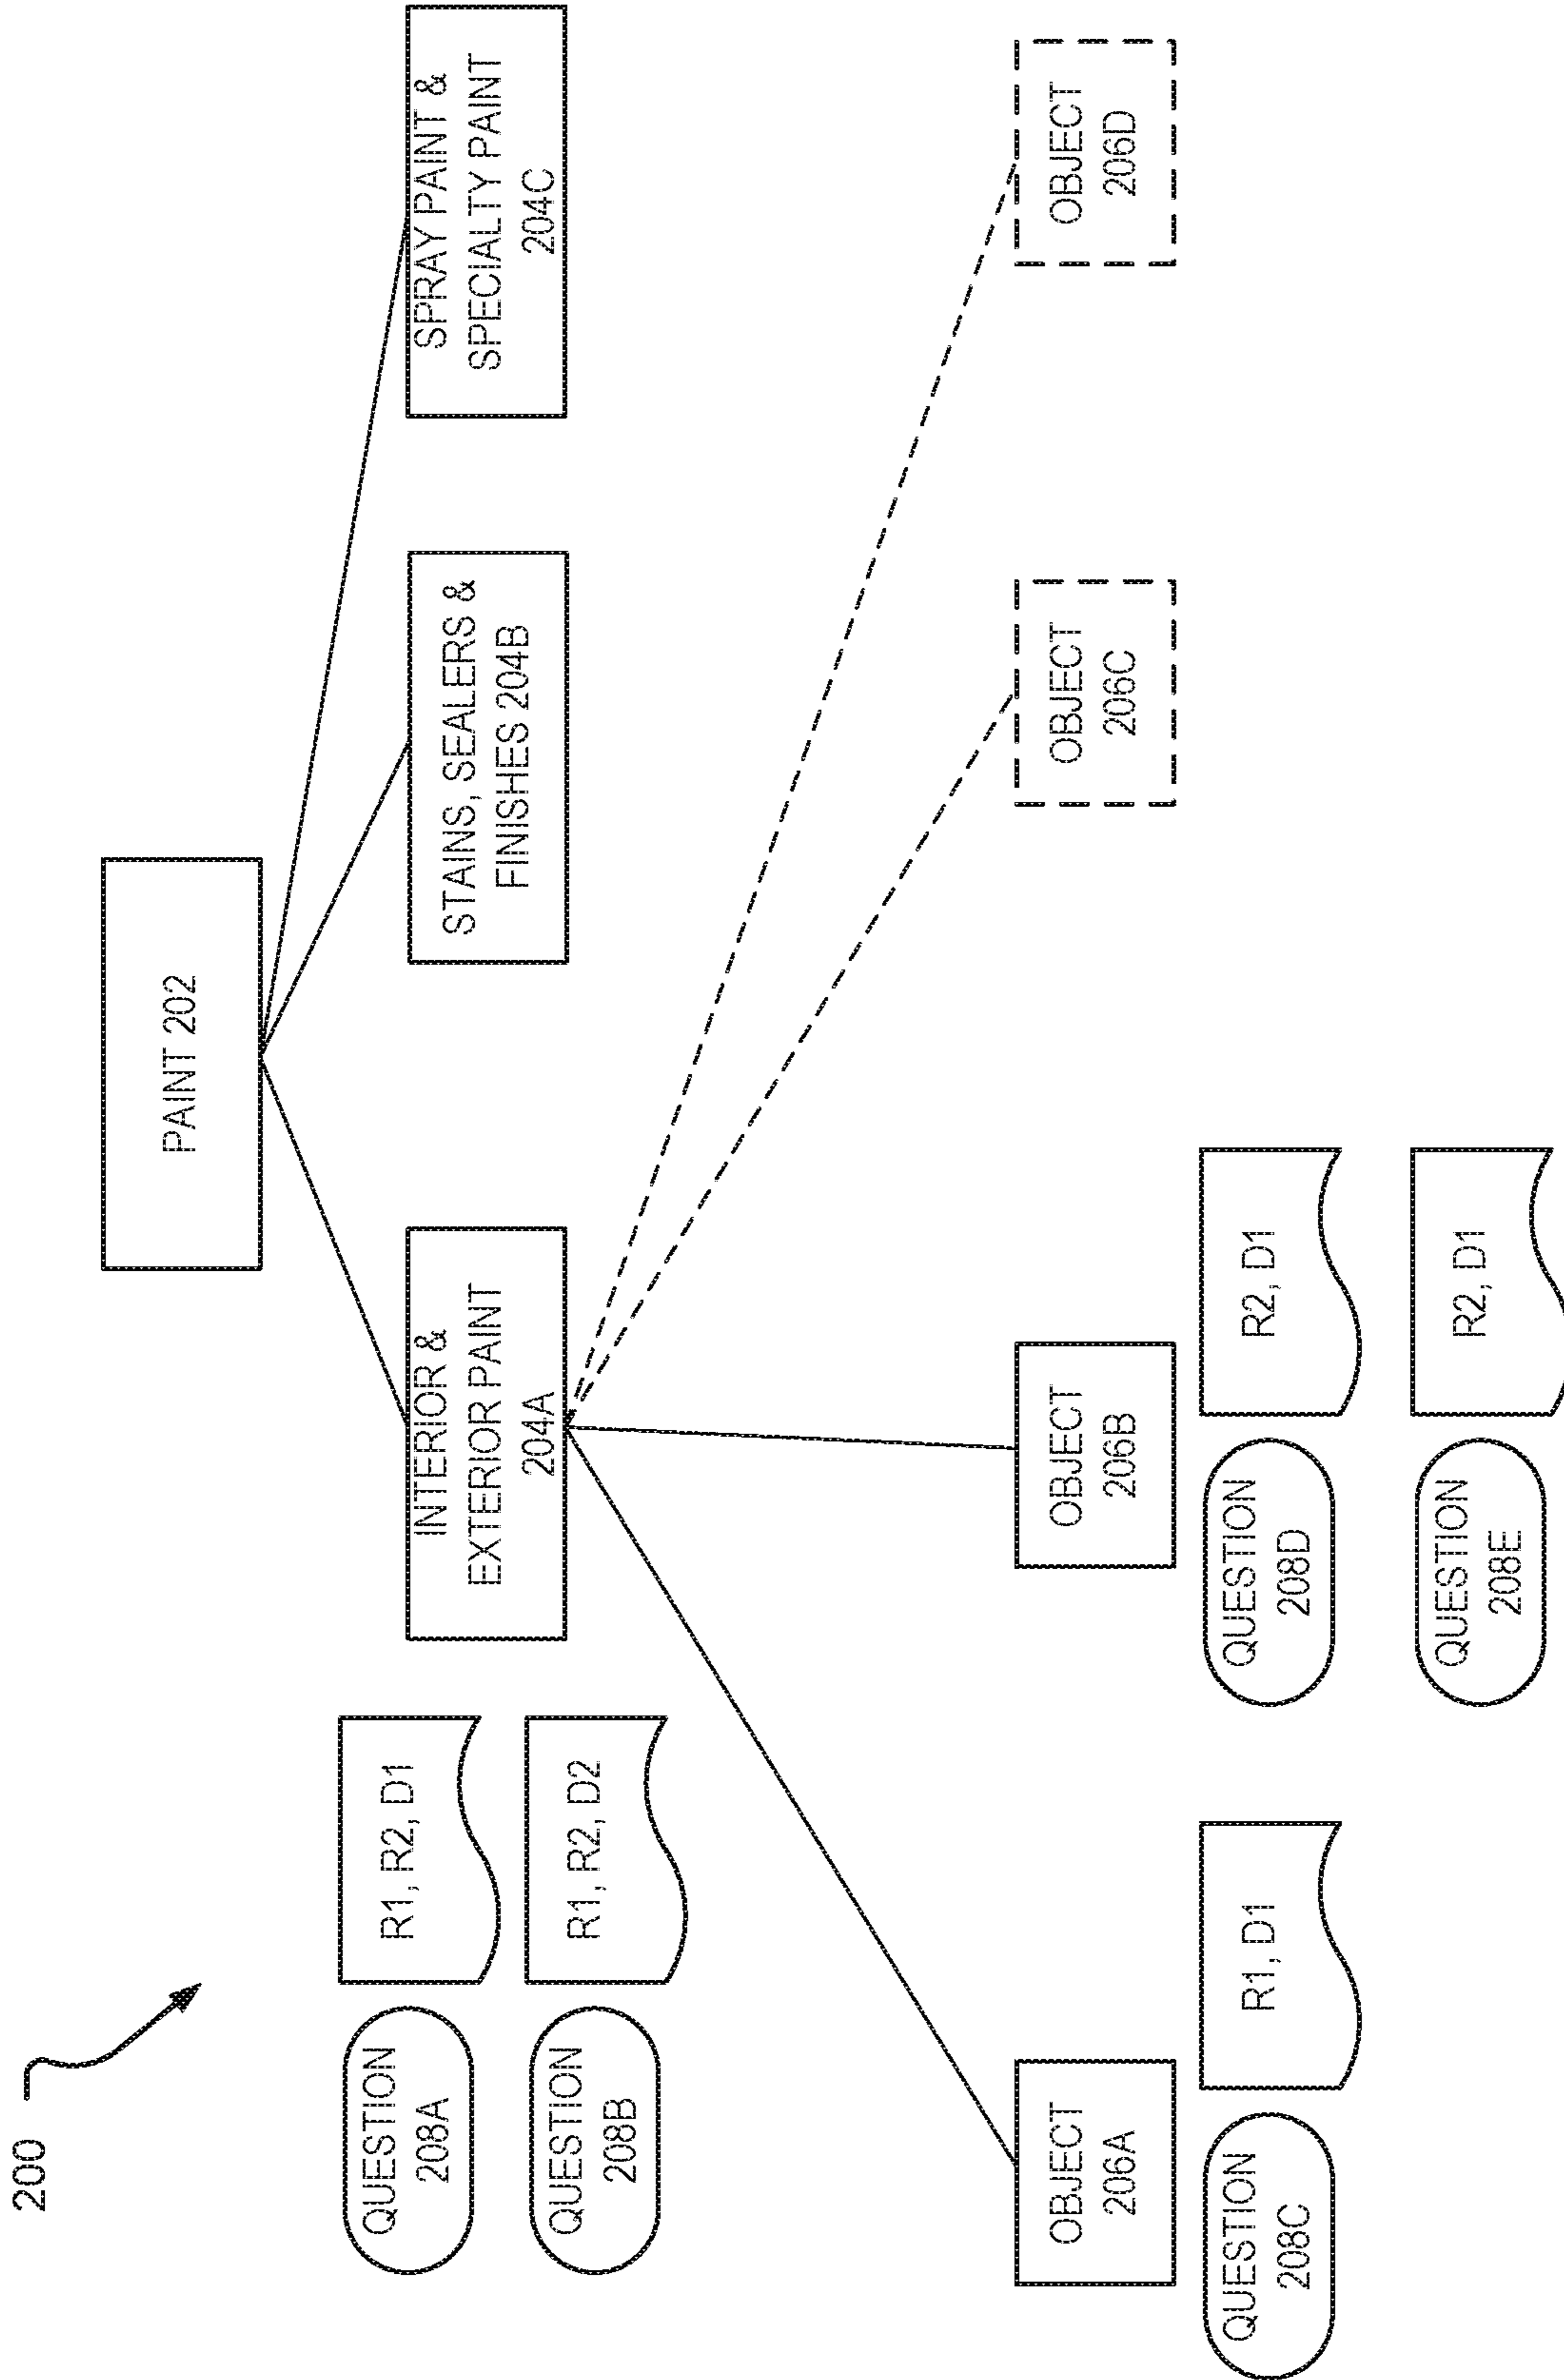 200
PAINT 202
INTERIOR &
EXTERIOR PAINT
204A
STAINS, SEALERS &
FINISHES 204B
SPRAY PAINT &
SPECIALTY PAINT
204C
QUESTION
208A
R1, R2, D1
QUESTION
208B
R1, R2, D2
OBJECT
206A
OBJECT
206B
OBJECT
206C
OBJECT
206D
QUESTION
208C
R1, D1
QUESTION
208D
R2, D1
QUESTION
208E
R2, D1